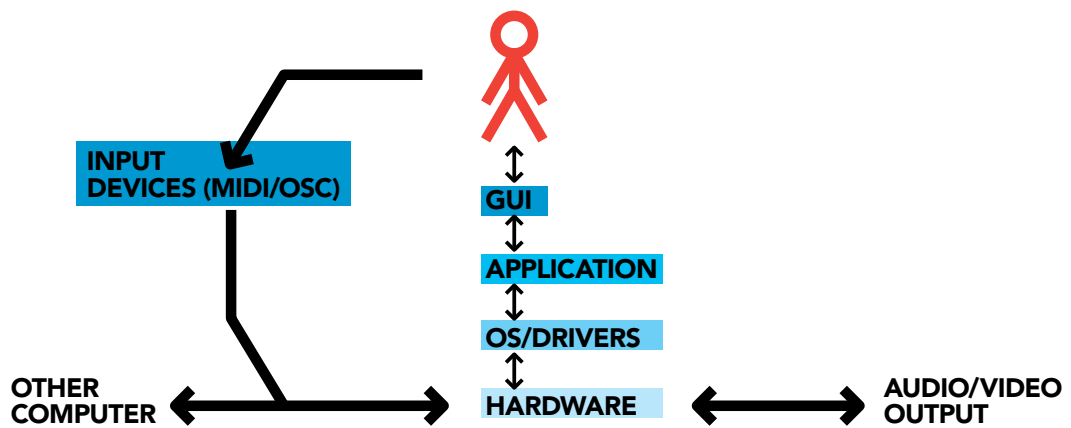 INPUT
DEVICES (MIDI/OSC)
GUI
APPLICATION
OS/DRIVERS
OTHER
COMPUTER
HARDWARE
AUDIO/VIDEO
OUTPUT